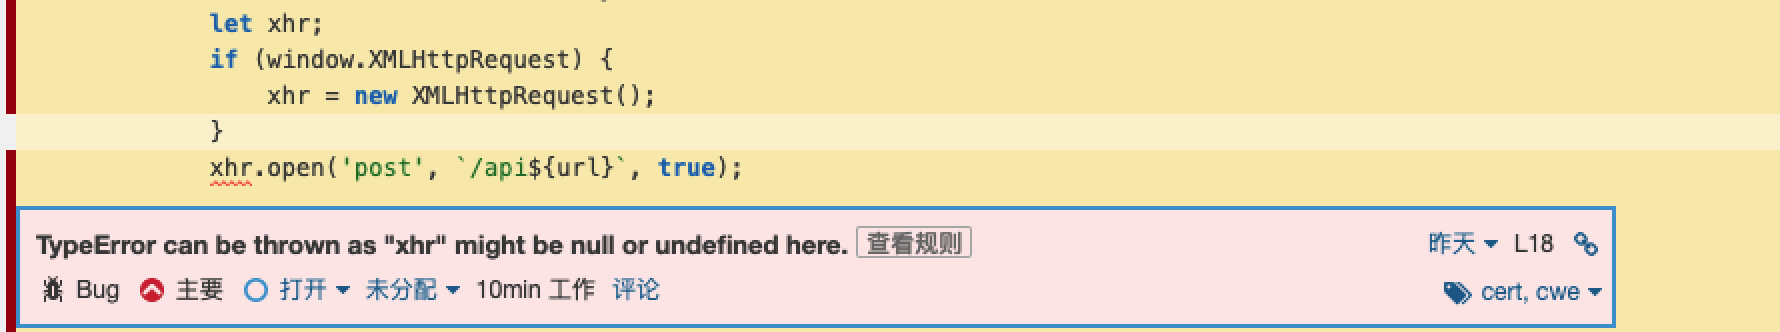 let xhr;
if (window.XMLHttpRequest) {
xhr = new XMLHttpRequest();
}
xhr.open('post', `/api${url}`, true);
TypeError can be thrown as "xhr" might be null or undefined here. 查看规则 昨天 L18
Bug 主要 打开 未分配 10min 工作 评论 cert, cwe